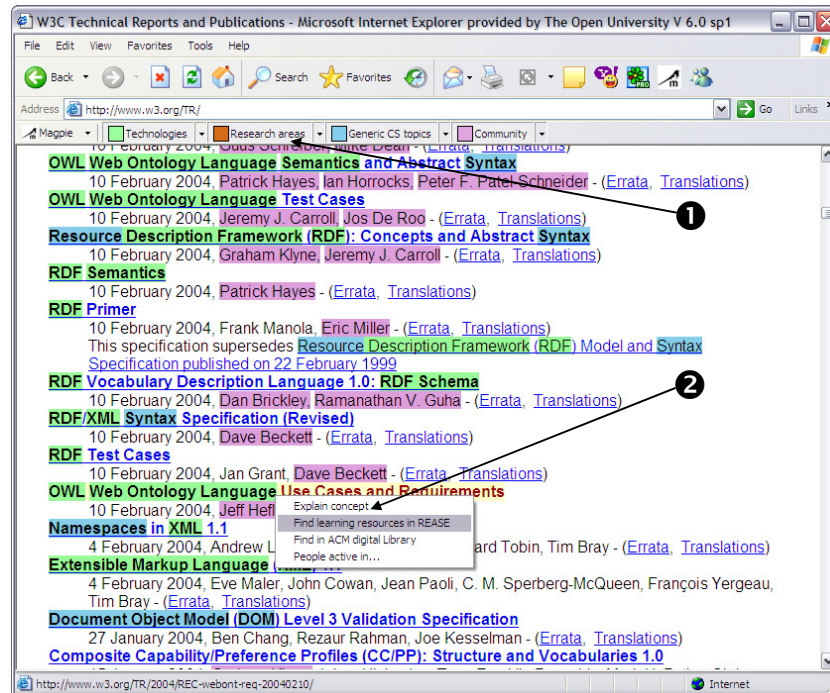 W3C Technical Reports and Publications - Microsoft Internet Explorer provided by The Open University V 6.0 sp1
File Edit View Favorites Tools Help
Back Search Favorites
Address http://www.w3.org/TR/ Go Links
Magpie Technologies Research areas Generic CS topics Community
Guus Schreiber, Mike Dean - (Errata, Translations)
OWL Web Ontology Language Semantics and Abstract Syntax
10 February 2004, Patrick Hayes, Ian Horrocks, Peter F. Patel-Schneider - (Errata, Translations)
OWL Web Ontology Language Test Cases
❶
10 February 2004, Jeremy J. Carroll, Jos De Roo - (Errata, Translations)
Resource Description Framework (RDF): Concepts and Abstract Syntax
10 February 2004, Graham Klyne, Jeremy J. Carroll - (Errata, Translations)
RDF Semantics
10 February 2004, Patrick Hayes - (Errata, Translations)
RDF Primer
10 February 2004, Frank Manola, Eric Miller - (Errata, Translations)
This specification supersedes Resource Description Framework (RDF) Model and Syntax
Specification published on 22 February 1999
RDF Vocabulary Description Language 1.0: RDF Schema
❷
10 February 2004, Dan Brickley, Ramanathan V. Guha - (Errata, Translations)
RDF/XML Syntax Specification (Revised)
10 February 2004, Dave Beckett - (Errata, Translations)
RDF Test Cases
10 February 2004, Jan Grant, Dave Beckett - (Errata, Translations)
OWL Web Ontology Language Use Cases and Requirements
10 February 2004, Jeff Hefl
Explain concept
Find learning resources in REASE
Find in ACM digital Library
People active in...
Namespaces in XML 1.1
4 February 2004, Andrew L ard Tobin, Tim Bray - (Errata, Translations)
Extensible Markup Language
4 February 2004, Eve Maler, John Cowan, Jean Paoli, C. M. Sperberg-McQueen, François Yergeau,
Tim Bray - (Errata, Translations)
Document Object Model (DOM) Level 3 Validation Specification
27 January 2004, Ben Chang, Rezaur Rahman, Joe Kesselman - (Errata, Translations)
Composite Capability/Preference Profiles (CC/PP): Structure and Vocabularies 1.0
http://www.w3.org/TR/2004/REC-webont-req-20040210/ Internet